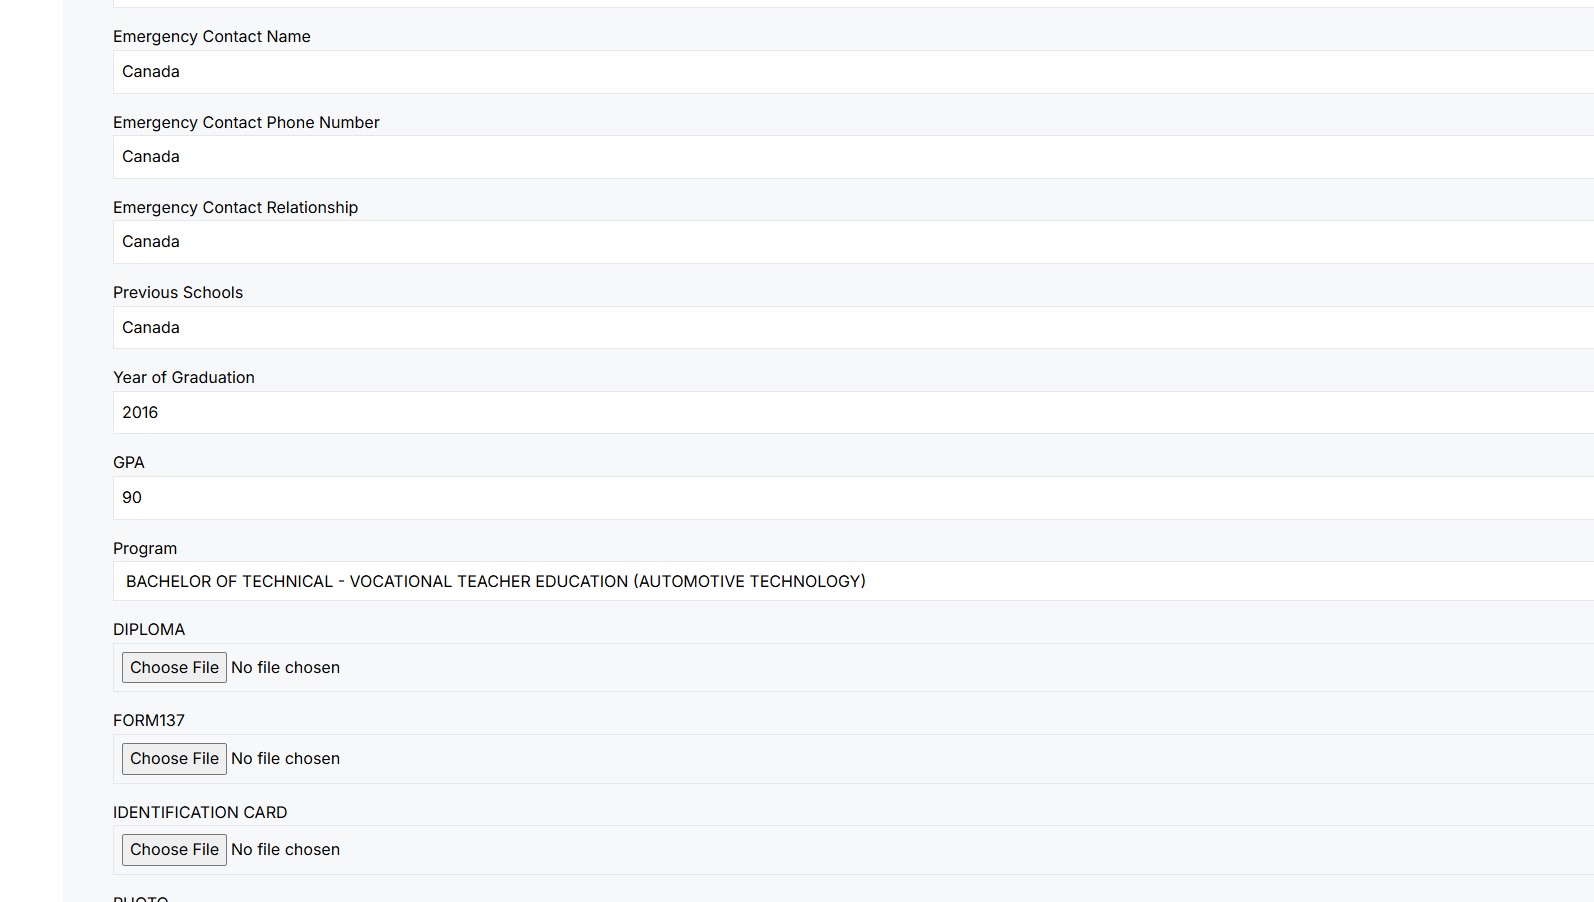 Emergency Contact Name
Canada
Emergency Contact Phone Number
Canada
Emergency Contact Relationship
Canada
Previous Schools
Canada
Year of Graduation
2016
GPA
90
Program
BACHELOR OF TECHNICAL - VOCATIONAL TEACHER EDUCATION (AUTOMOTIVE TECHNOLOGY)
DIPLOMA
Choose File No file chosen
FORM137
Choose File No file chosen
IDENTIFICATION CARD
Choose File No file chosen
PHOTO